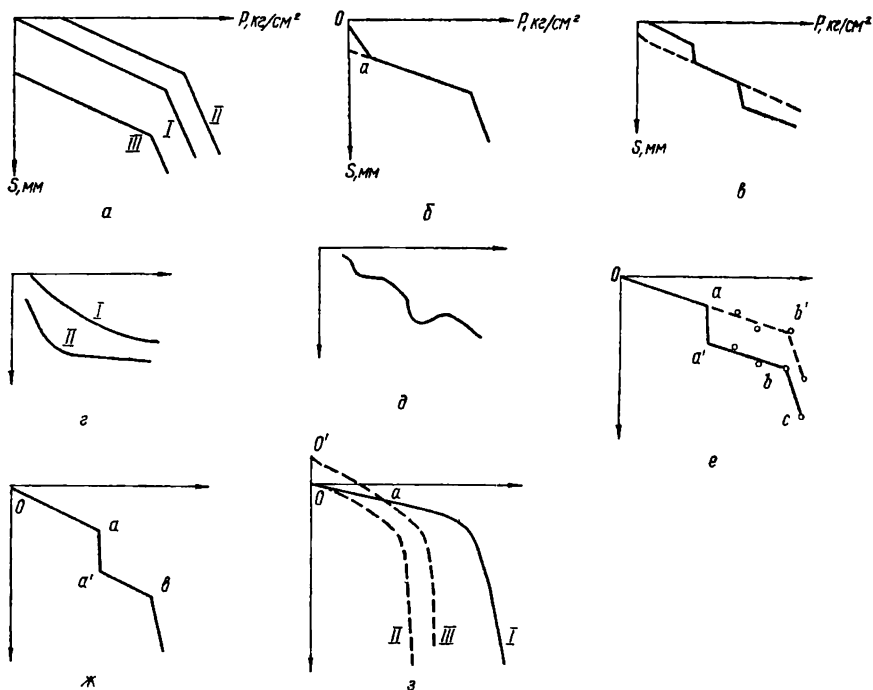 P, кг/см²
I
II
III
S, мм
а
0
P, кг/см²
а
S, мм
б
P, кг/см²
S, мм
в
I
II
г
д
0
a
a'
b'
b
c
е
0
a
a'
в
ж
0'
0
a
II
III
I
з